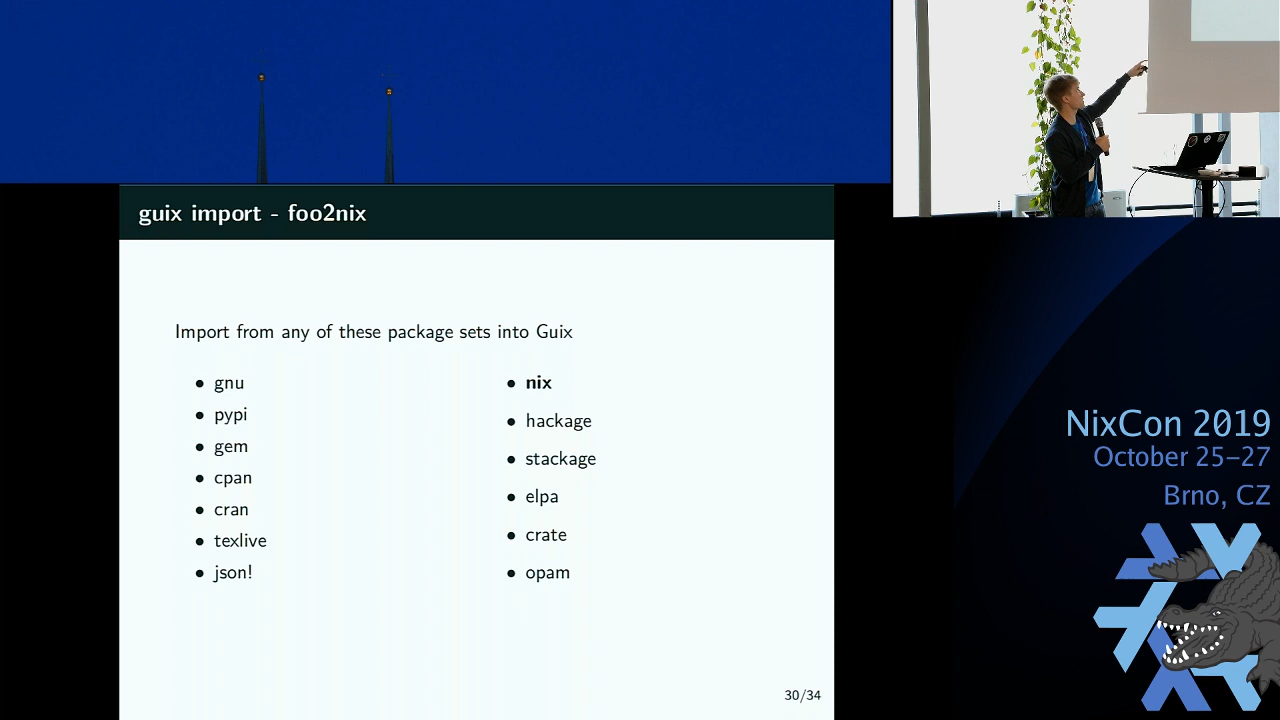 guix import - foo2nix
Import from any of these package sets into Guix
• gnu
• pypi
• gem
• cpan
• cran
• texlive
• json!
• nix
• hackage
• stackage
• elpa
• crate
• opam
30/34
NixCon 2019
October 25–27
Brno, CZ